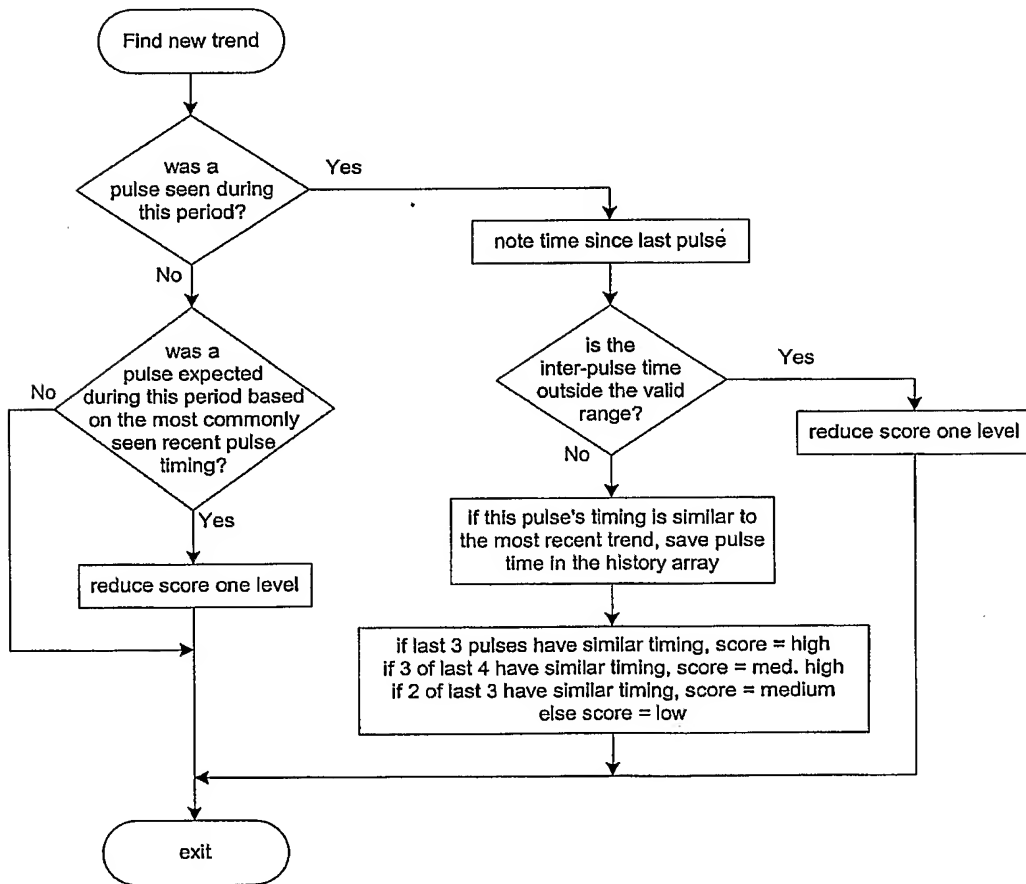 Find new trend
was a
pulse seen during
this period?
Yes
No
note time since last pulse
was a
pulse expected
during this period based
on the most commonly
seen recent pulse
timing?
No
Yes
reduce score one level
is the
inter-pulse time
outside the valid
range?
Yes
No
reduce score one level
if this pulse's timing is similar to
the most recent trend, save pulse
time in the history array
if last 3 pulses have similar timing, score = high
if 3 of last 4 have similar timing, score = med. high
if 2 of last 3 have similar timing, score = medium
else score = low
exit